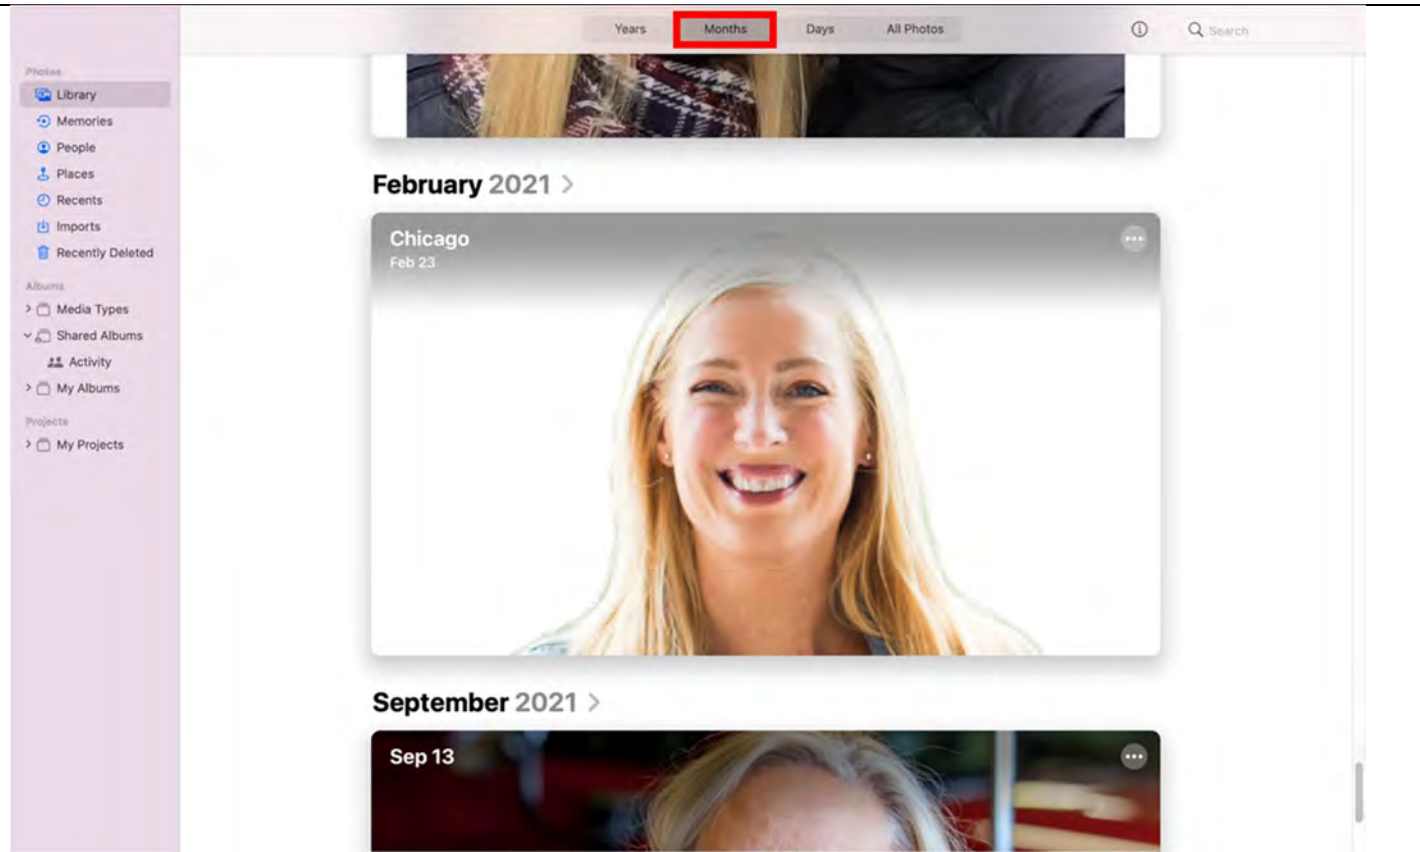 Years Months Days All Photos Search
Photos
Library
Memories
People
Places
Recents
Imports
Recently Deleted
Albums
Media Types
Shared Albums
Activity
My Albums
Projects
My Projects
February 2021
Chicago
Feb 23
September 2021
Sep 13